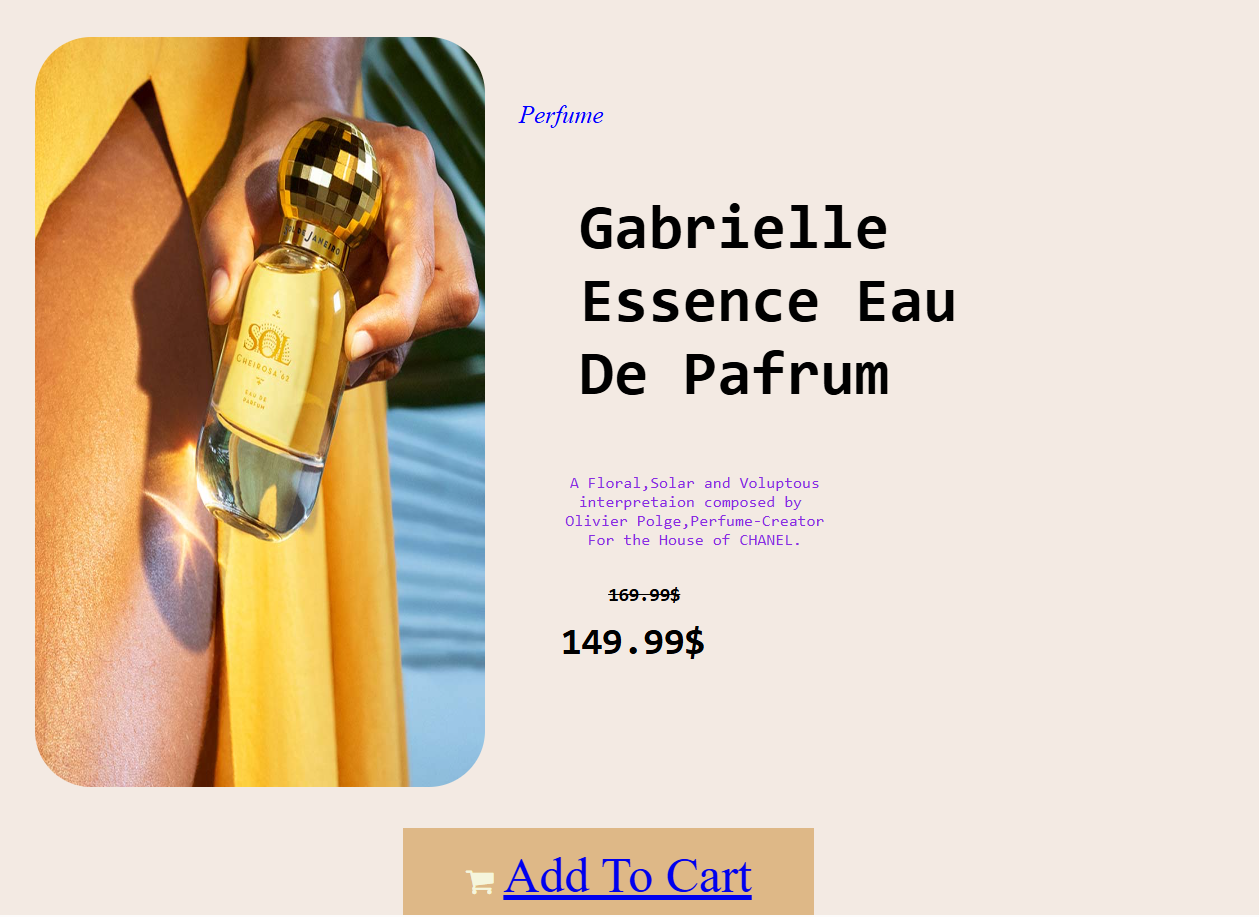 Perfume
Gabrielle
Essence Eau
De Pafrum
A Floral,Solar and Voluptous
interpretaion composed by
Olivier Polge,Perfume-Creator
For the House of CHANEL.
169.99$
149.99$
Add To Cart
SOL DE JANEIRO
SOL
CHEIROSA '62
EAU DE
PARFUM